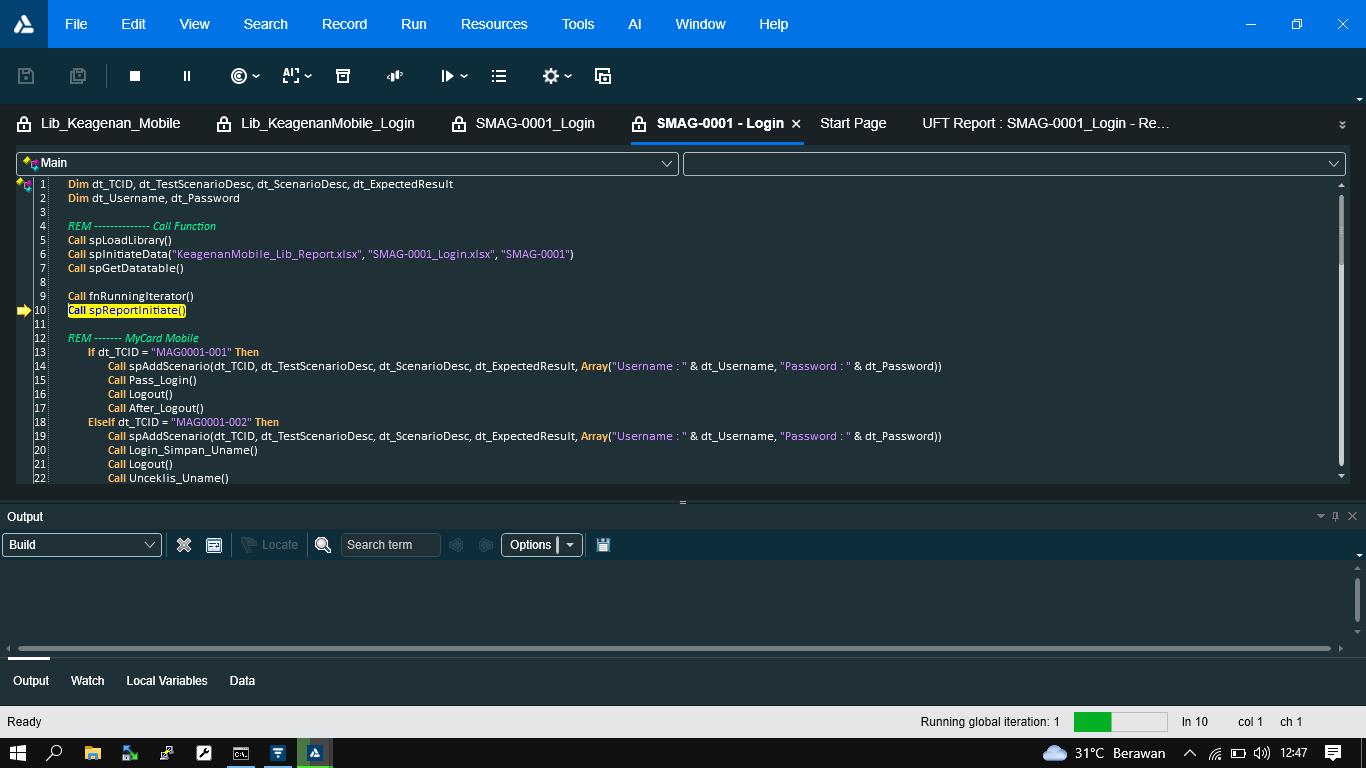 File Edit View Search Record Run Resources Tools AI Window Help
Lib_Keagenan_Mobile Lib_KeagenanMobile_Login SMAG-0001_Login SMAG-0001 - Login Start Page UFT Report : SMAG-0001_Login - Re...
Main
1 Dim dt_TCID, dt_TestScenarioDesc, dt_ScenarioDesc, dt_ExpectedResult
2 Dim dt_Username, dt_Password
3
4 REM -------------- Call Function
5 Call spLoadLibrary()
6 Call spInitiateData("KeagenanMobile_Lib_Report.xlsx", "SMAG-0001_Login.xlsx", "SMAG-0001")
7 Call spGetDatatable()
8
9 Call fnRunningIterator()
10 Call spReportInitiate()
11
12 REM ------- MyCard Mobile
13 If dt_TCID = "MAG0001-001" Then
14 Call spAddScenario(dt_TCID, dt_TestScenarioDesc, dt_ScenarioDesc, dt_ExpectedResult, Array("Username : " & dt_Username, "Password : " & dt_Password))
15 Call Pass_Login()
16 Call Logout()
17 Call After_Logout()
18 ElseIf dt_TCID = "MAG0001-002" Then
19 Call spAddScenario(dt_TCID, dt_TestScenarioDesc, dt_ScenarioDesc, dt_ExpectedResult, Array("Username : " & dt_Username, "Password : " & dt_Password))
20 Call Login_Simpan_Uname()
21 Call Logout()
22 Call Unceklis_Uname()
Output
Build Locate Search term Options
Output Watch Local Variables Data
Ready Running global iteration: 1 ln 10 col 1 ch 1
31°C Berawan 12:47